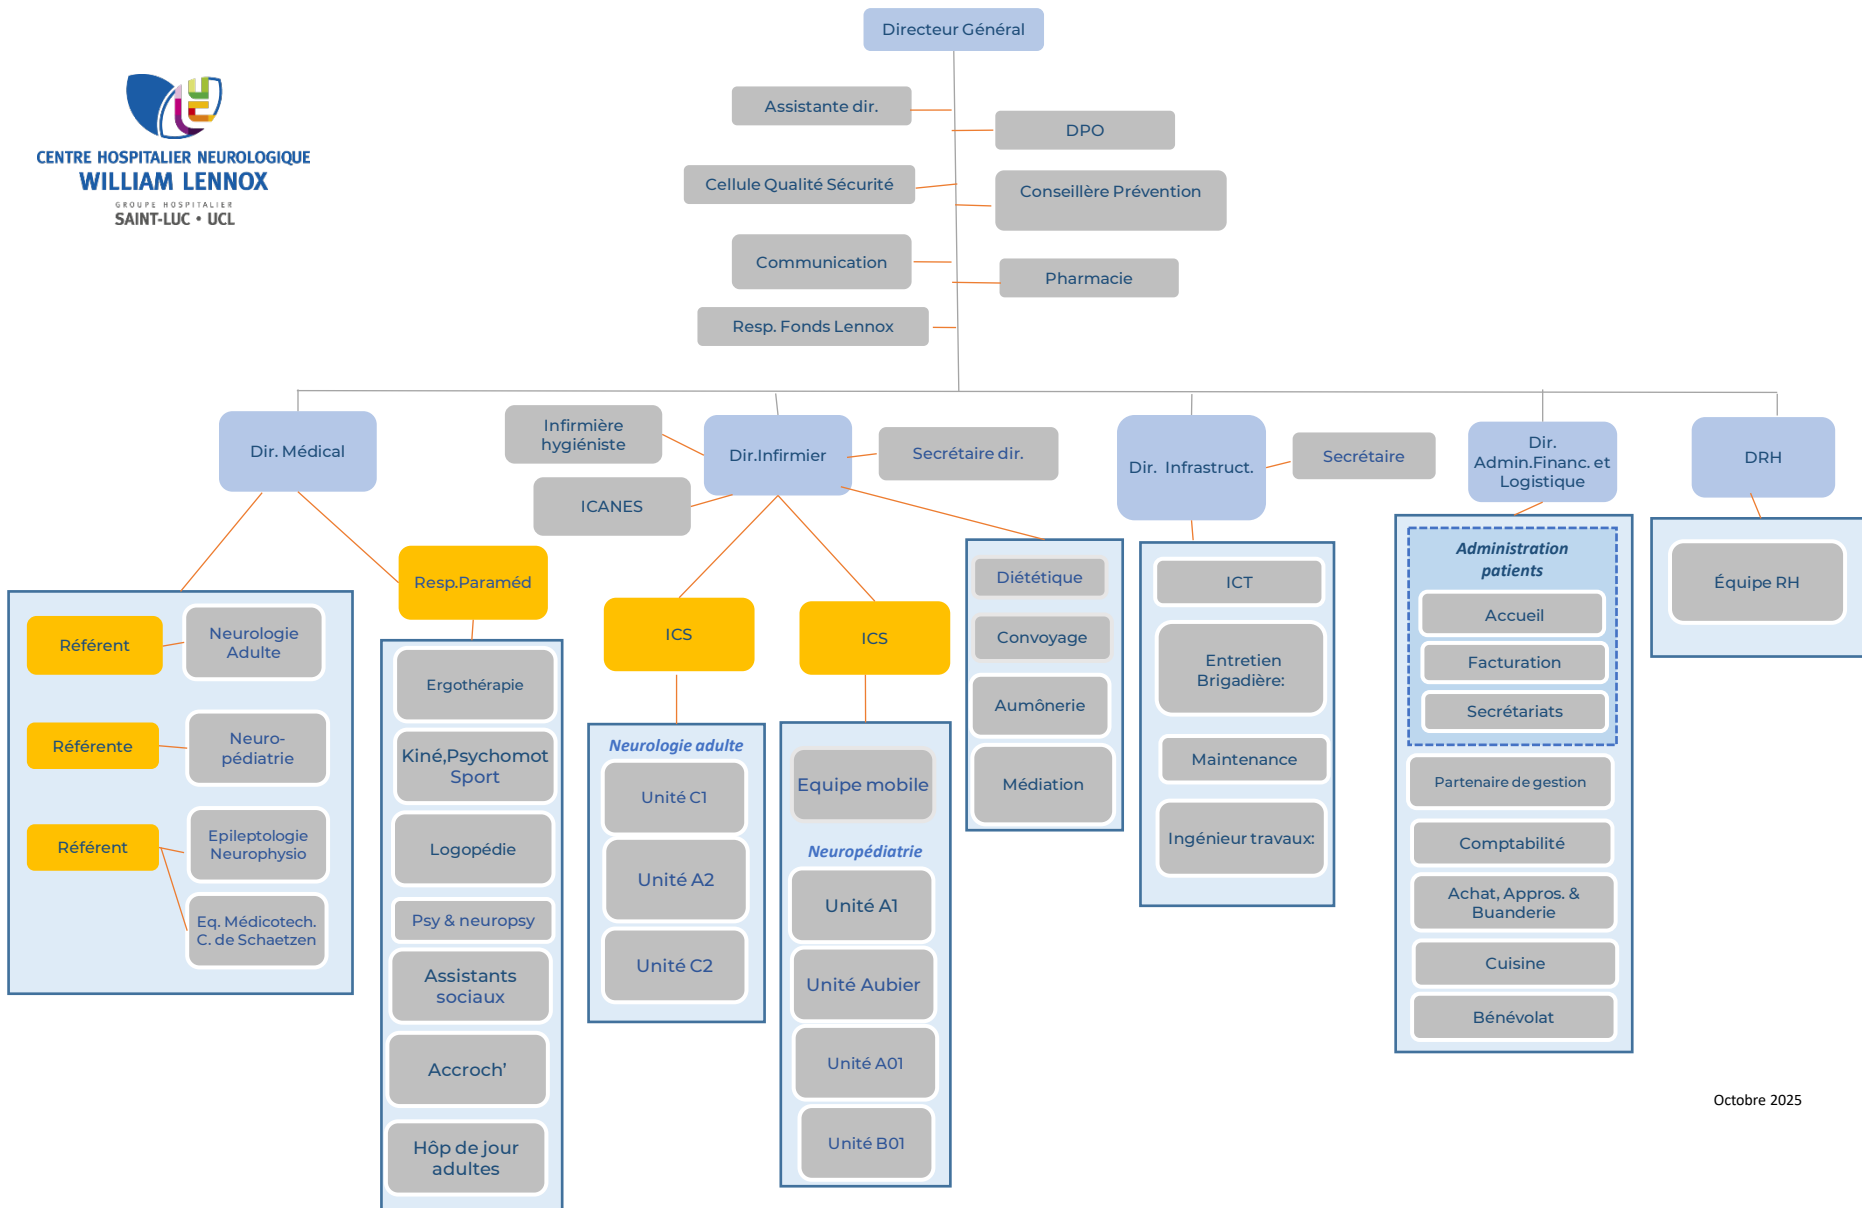 Directeur Général
CENTRE HOSPITALIER NEUROLOGIQUE
WILLIAM LENNOX
GROUPE HOSPITALIER
SAINT-LUC • UCL
Assistante dir.
DPO
Cellule Qualité Sécurité
Conseillère Prévention
Communication
Pharmacie
Resp. Fonds Lennox
Dir. Médical
Infirmière
hygiéniste
ICANES
Dir.Infirmier
Secrétaire dir.
Dir. Infrastruct.
Secrétaire
Dir.
Admin.Financ. et
Logistique
DRH
Référent
Neurologie
Adulte
Référente
Neuro-
pédiatrie
Référent
Epileptologie
Neurophysio
Eq. Médicotech.
C. de Schaetzen
Resp.Paraméd
Ergothérapie
Kiné,Psychomot
Sport
Logopédie
Psy & neuropsy
Assistants
sociaux
Accroch’
Hôp de jour
adultes
ICS
Neurologie adulte
Unité C1
Unité A2
Unité C2
ICS
Equipe mobile
Neuropédiatrie
Unité A1
Unité Aubier
Unité A01
Unité B01
Diététique
Convoyage
Aumônerie
Médiation
ICT
Entretien
Brigadière:
Maintenance
Ingénieur travaux:
Administration
patients
Accueil
Facturation
Secrétariats
Partenaire de gestion
Comptabilité
Achat, Appros. &
Buanderie
Cuisine
Bénévolat
Équipe RH
Octobre 2025